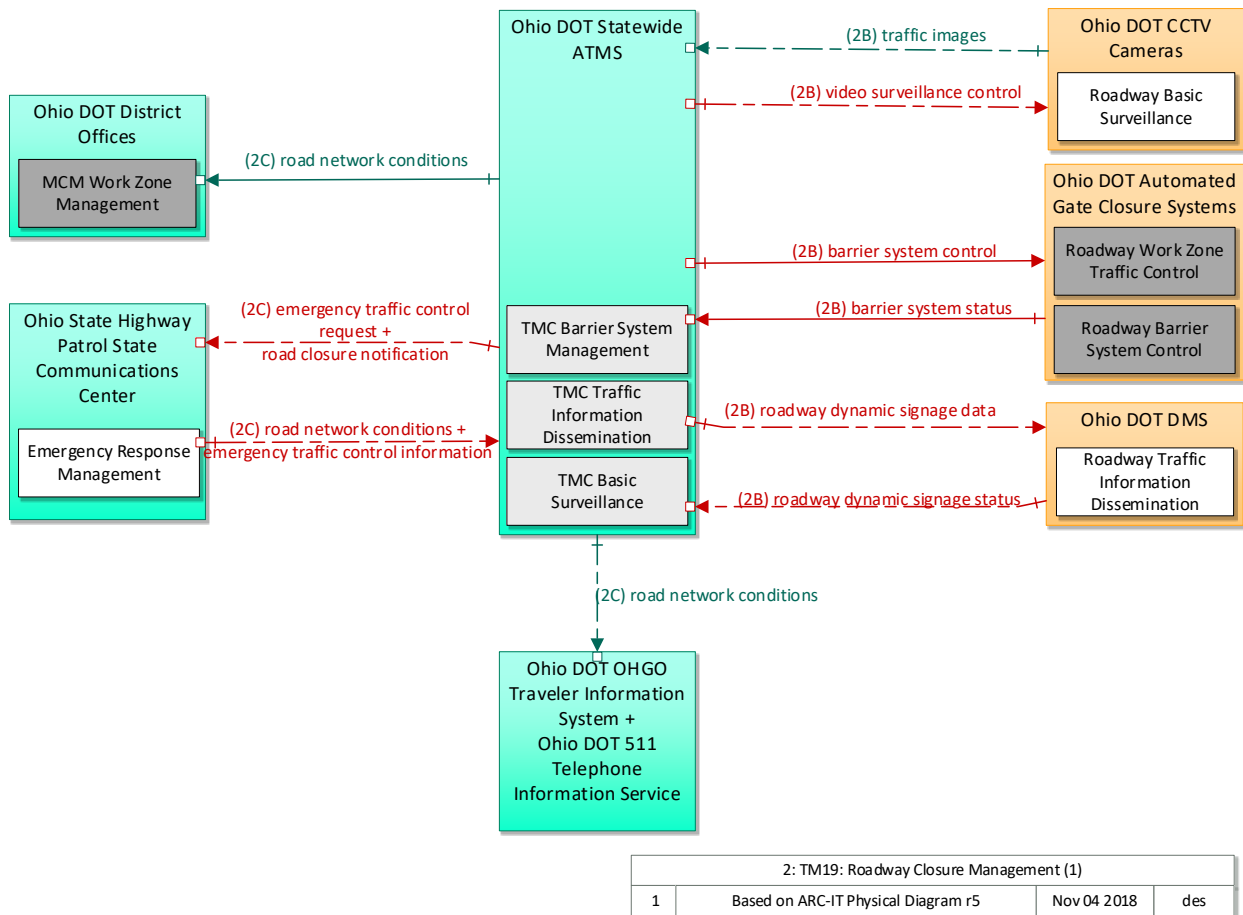 Ohio DOT Statewide
ATMS
Ohio DOT CCTV
Cameras
(2B) traffic images
(2B) video surveillance control
Roadway Basic
Surveillance
Ohio DOT District
Offices
MCM Work Zone
Management
(2C) road network conditions
Ohio DOT Automated
Gate Closure Systems
Roadway Work Zone
Traffic Control
Roadway Barrier
System Control
(2B) barrier system control
(2B) barrier system status
Ohio State Highway
Patrol State
Communications
Center
Emergency Response
Management
(2C) emergency traffic control
request +
road closure notification
(2C) road network conditions +
emergency traffic control information
TMC Barrier System
Management
TMC Traffic
Information
Dissemination
TMC Basic
Surveillance
(2B) roadway dynamic signage data
(2B) roadway dynamic signage status
Ohio DOT DMS
Roadway Traffic
Information
Dissemination
(2C) road network conditions
Ohio DOT OHGO
Traveler Information
System +
Ohio DOT 511
Telephone
Information Service
2: TM19: Roadway Closure Management (1)
1 Based on ARC-IT Physical Diagram r5 Nov 04 2018 des